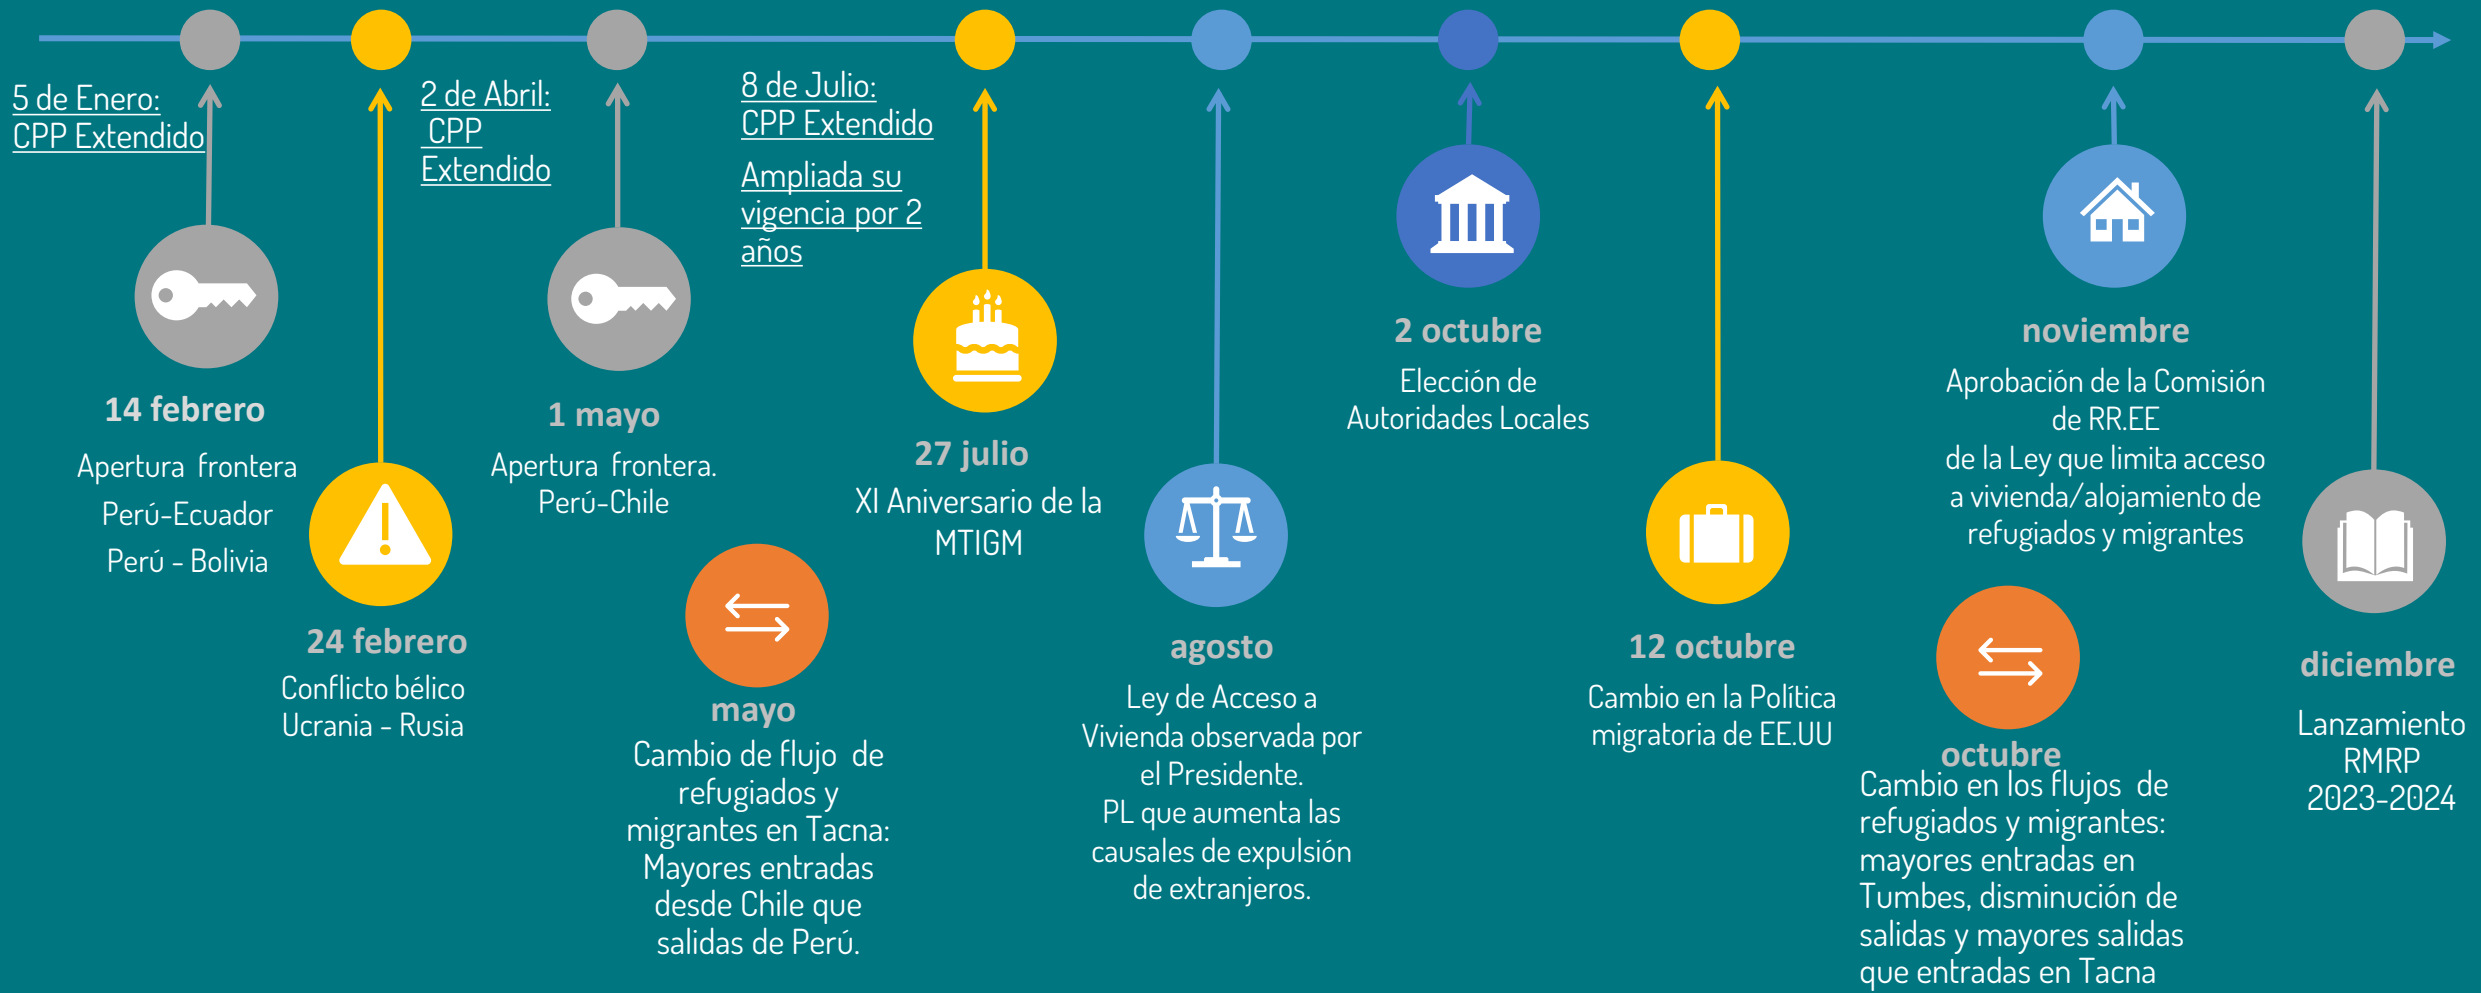 5 de Enero:
CPP Extendido
14 febrero
Apertura frontera
Perú-Ecuador
Perú - Bolivia
24 febrero
Conflicto bélico
Ucrania - Rusia
2 de Abril:
CPP
Extendido
1 mayo
Apertura frontera.
Perú-Chile
mayo
Cambio de flujo de
refugiados y
migrantes en Tacna:
Mayores entradas
desde Chile que
salidas de Perú.
8 de Julio:
CPP Extendido
Ampliada su
vigencia por 2
años
27 julio
XI Aniversario de la
MTIGM
agosto
Ley de Acceso a
Vivienda observada por
el Presidente.
PL que aumenta las
causales de expulsión
de extranjeros.
2 octubre
Elección de
Autoridades Locales
12 octubre
Cambio en la Política
migratoria de EE.UU
noviembre
Aprobación de la Comisión
de RR.EE
de la Ley que limita acceso
a vivienda/alojamiento de
refugiados y migrantes
octubre
Cambio en los flujos de
refugiados y migrantes:
mayores entradas en
Tumbes, disminución de
salidas y mayores salidas
que entradas en Tacna
diciembre
Lanzamiento
RMRP
2023-2024